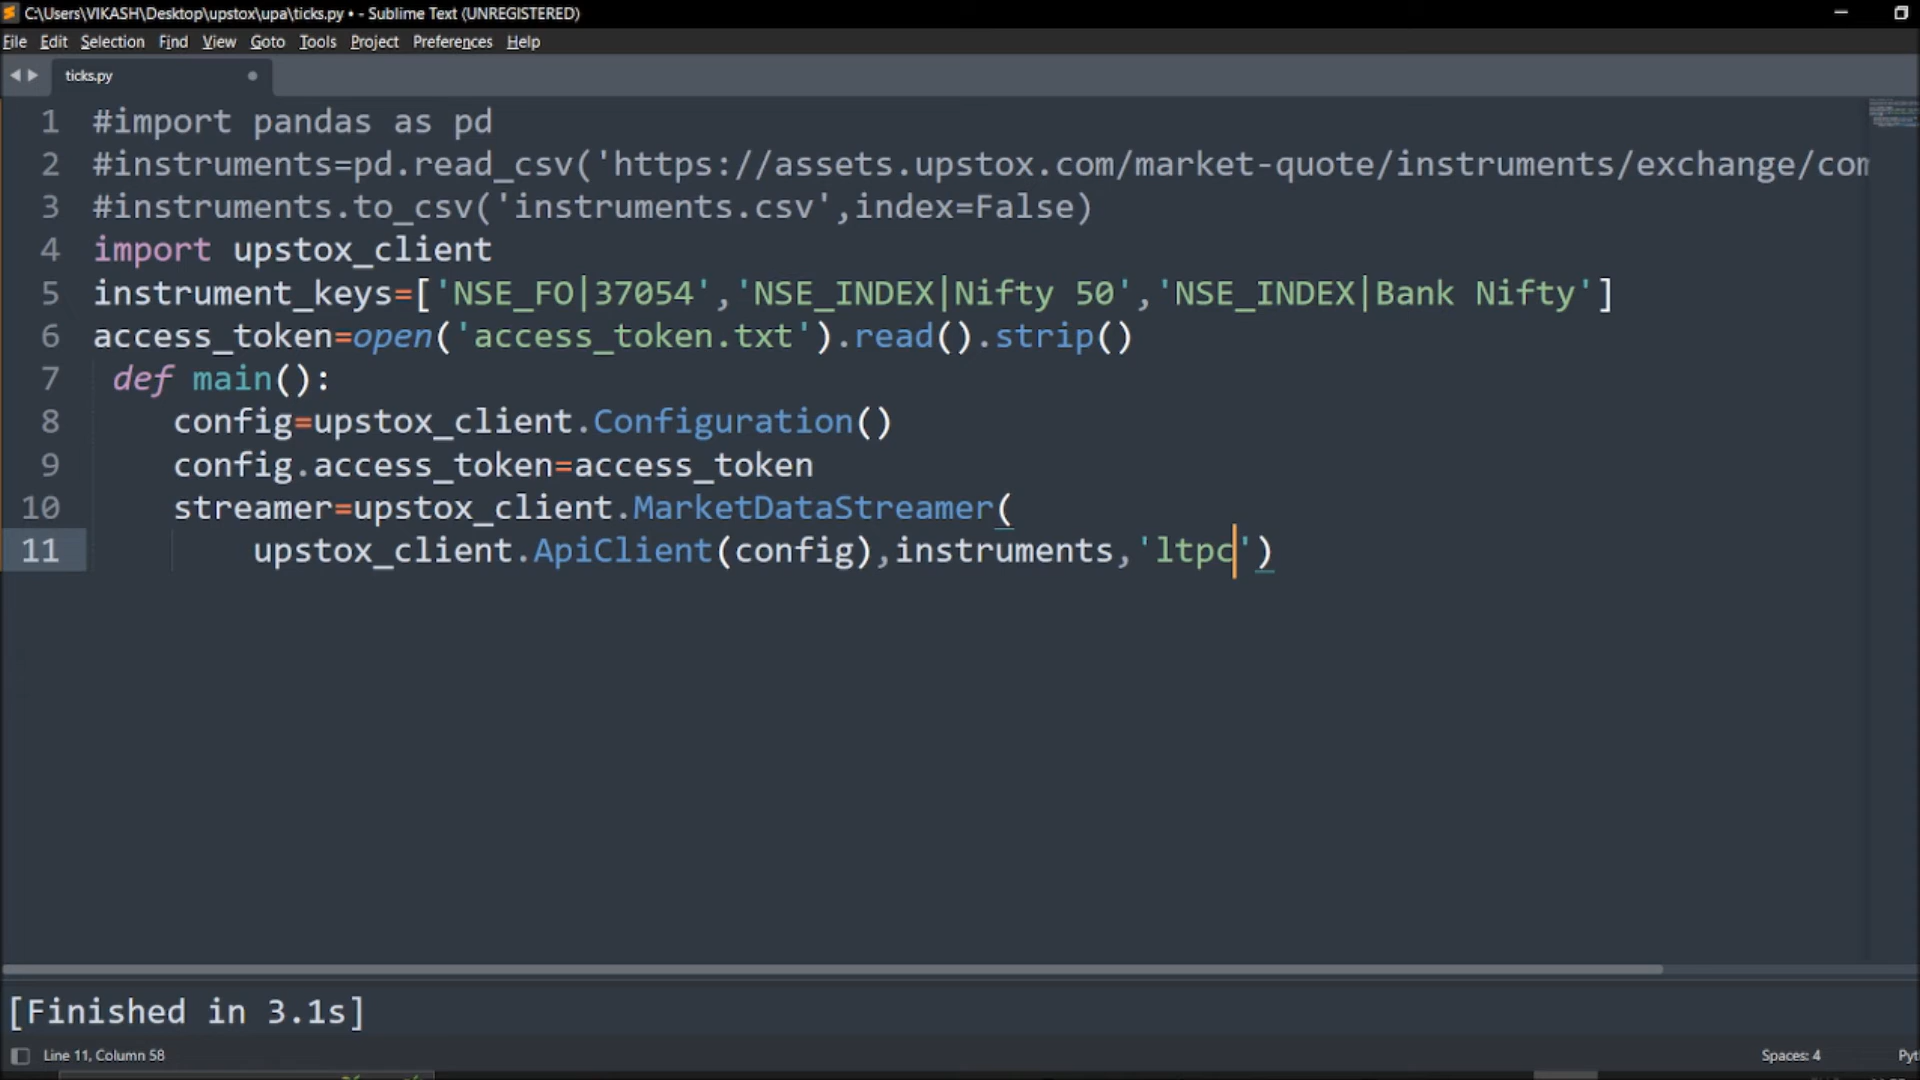 C:\Users\VIKASH\Desktop\upstox\upa\ticks.py • - Sublime Text (UNREGISTERED)
File Edit Selection Find View Goto Tools Project Preferences Help
ticks.py
1 #import pandas as pd
2 #instruments=pd.read_csv('https://assets.upstox.com/market-quote/instruments/exchange/com
3 #instruments.to_csv('instruments.csv',index=False)
4 import upstox_client
5 instrument_keys=['NSE_FO|37054','NSE_INDEX|Nifty 50','NSE_INDEX|Bank Nifty']
6 access_token=open('access_token.txt').read().strip()
7  def main():
8     config=upstox_client.Configuration()
9     config.access_token=access_token
10     streamer=upstox_client.MarketDataStreamer(
11         upstox_client.ApiClient(config),instruments,'ltpc')
[Finished in 3.1s]
Line 11, Column 58
Spaces: 4
Pyt